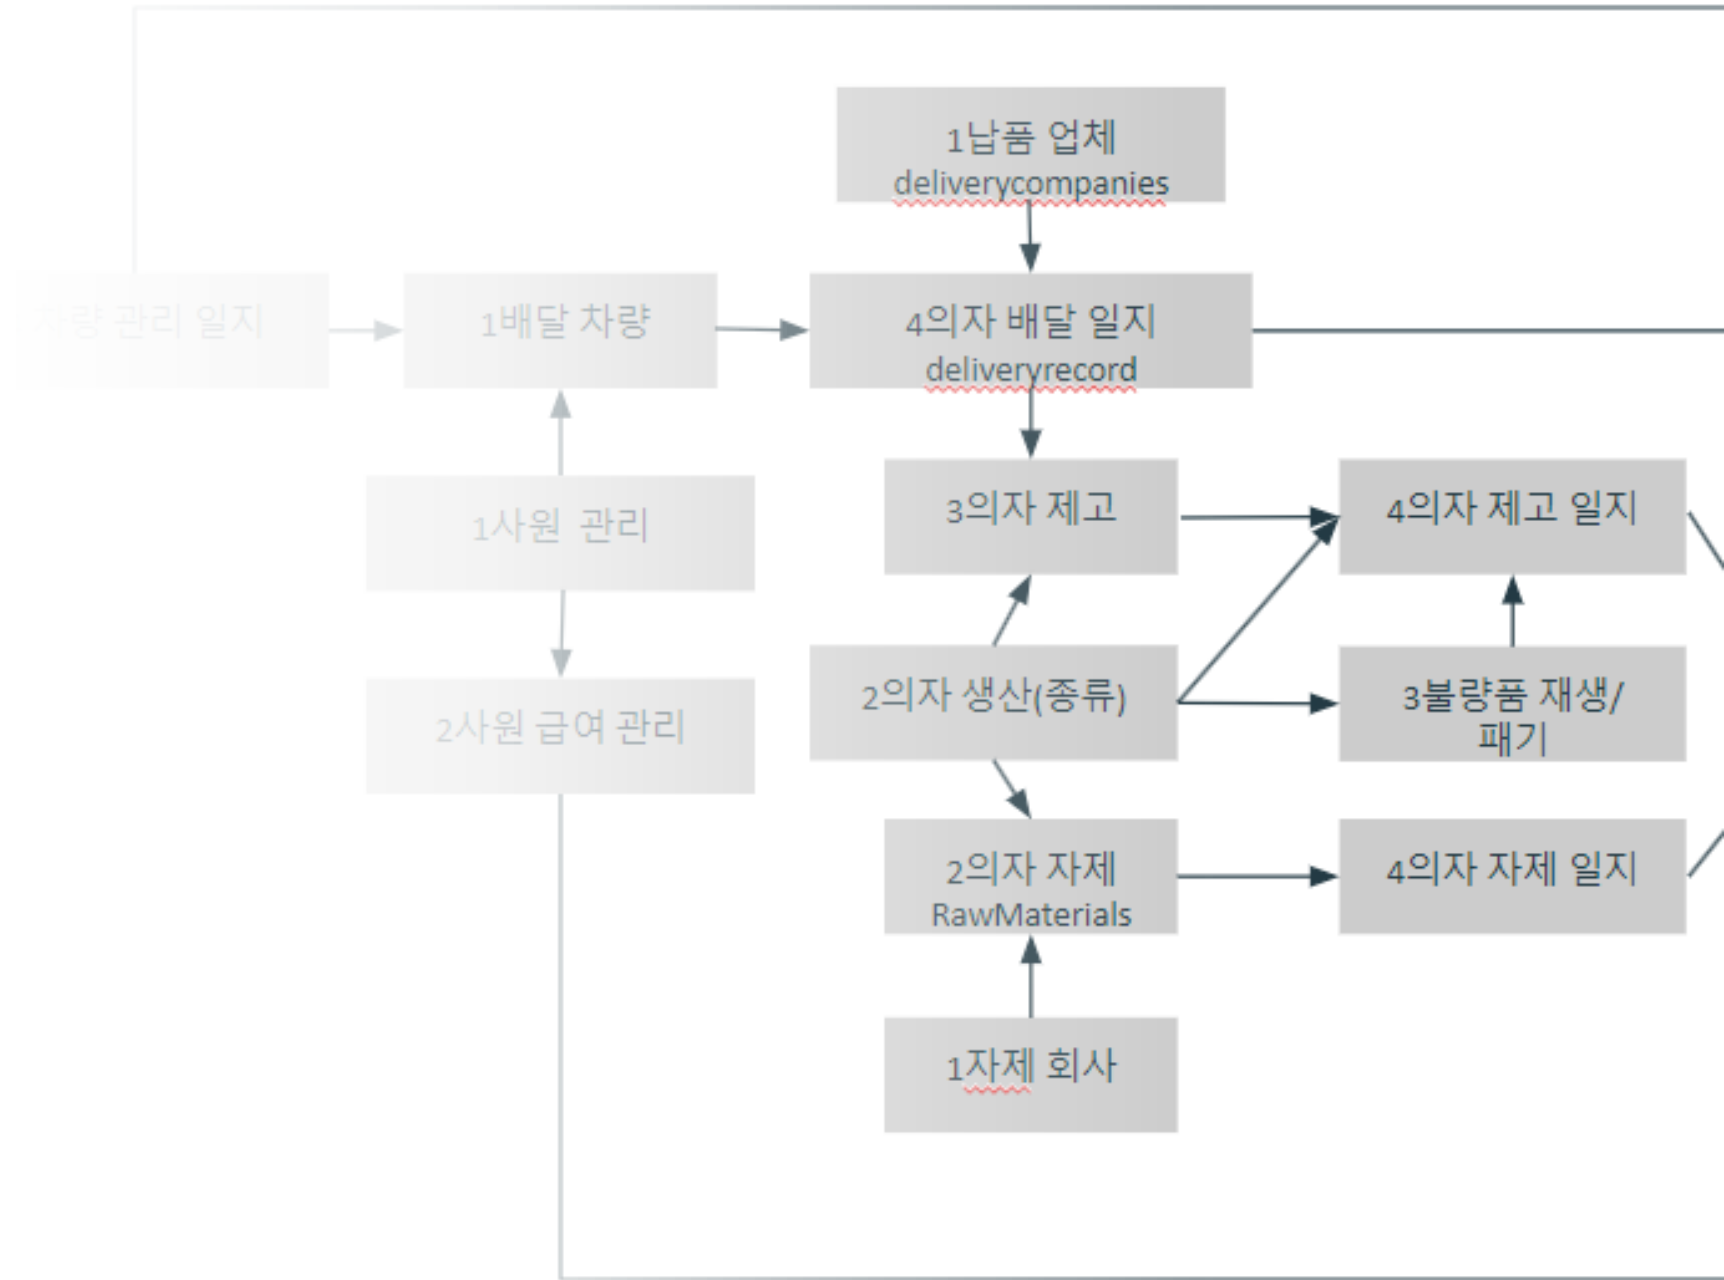 1납품 업체
deliverycompanies
차량 관리 일지
1배달 차량
4의자 배달 일지
deliveryrecord
1사원 관리
3의자 제고
4의자 제고 일지
2사원 급여 관리
2의자 생산(종류)
3불량품 재생/
패기
2의자 자제
RawMaterials
4의자 자제 일지
1자제 회사